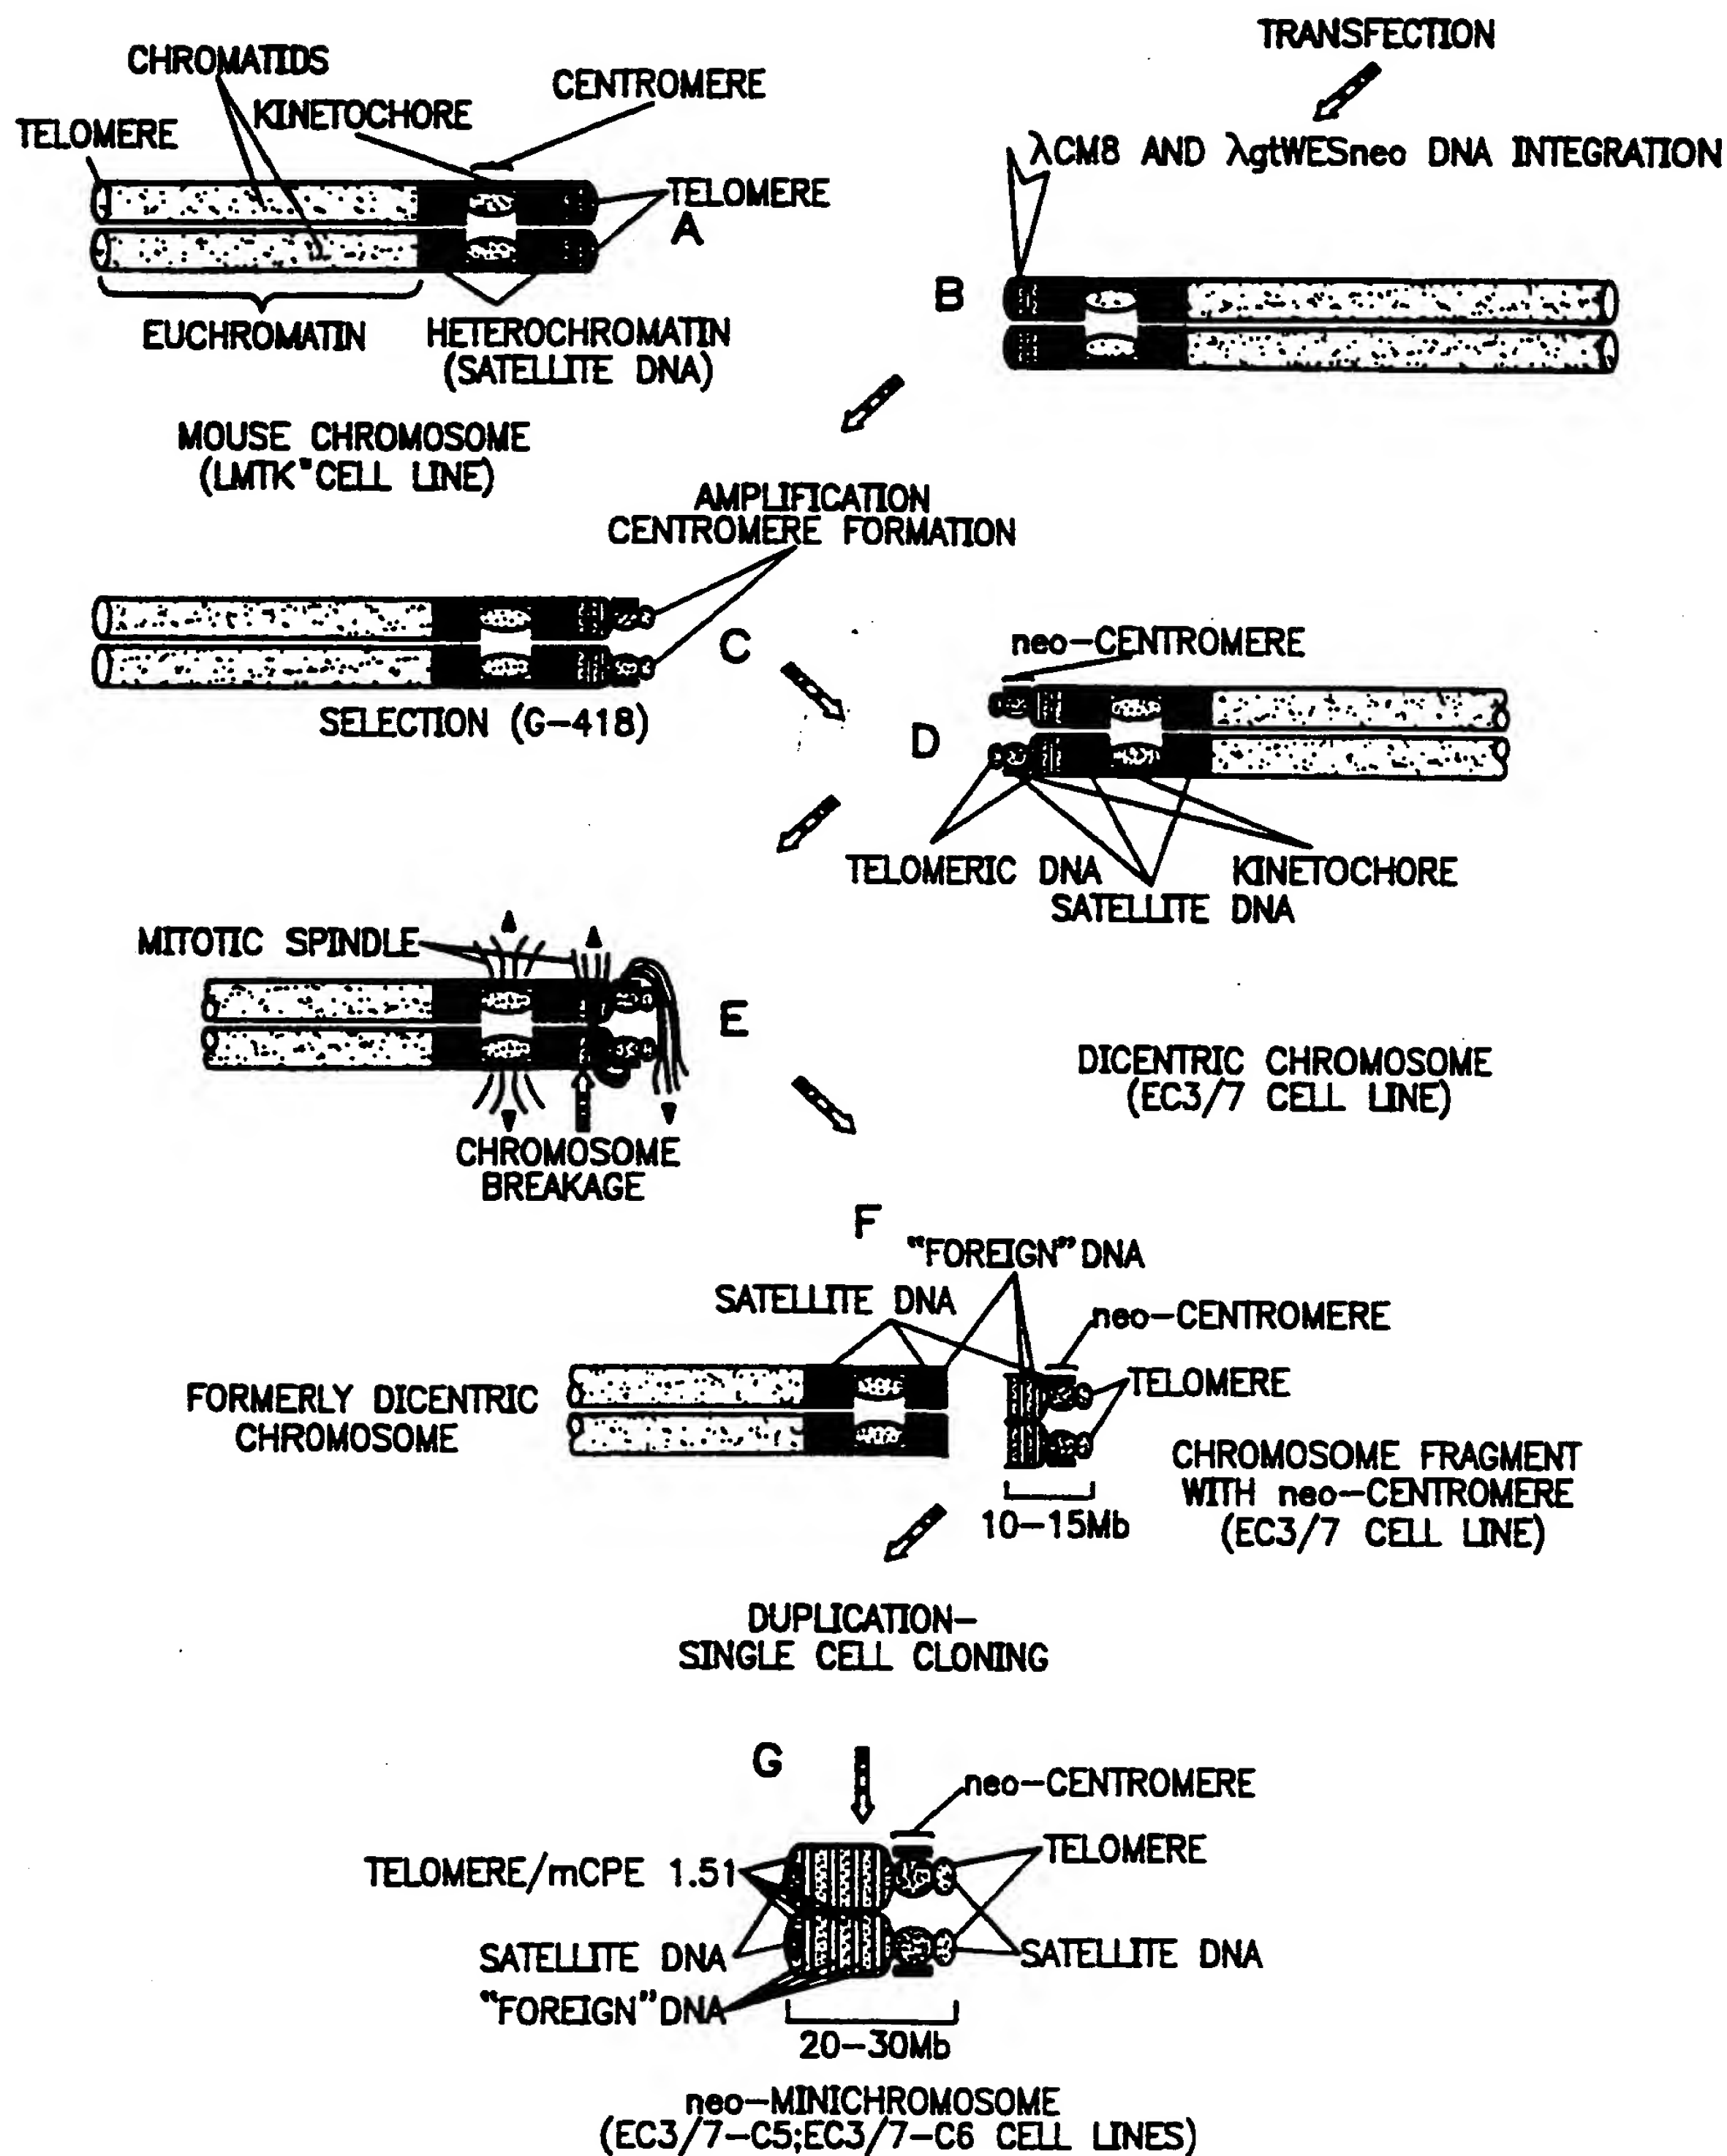 TRANSFECTION
CHROMATIDS
CENTROMERE
KINETOCHORE
TELOMERE
λCM8 AND λgtWESneo DNA INTEGRATION
TELOMERE
A
B
EUCHROMATIN
HETEROCHROMATIN
(SATELLITE DNA)
MOUSE CHROMOSOME
(LMTK⁻ CELL LINE)
AMPLIFICATION
CENTROMERE FORMATION
C
neo-CENTROMERE
SELECTION (G-418)
D
TELOMERIC DNA
KINETOCHORE
SATELLITE DNA
MITOTIC SPINDLE
E
DICENTRIC CHROMOSOME
(EC3/7 CELL LINE)
CHROMOSOME
BREAKAGE
F
"FOREIGN" DNA
SATELLITE DNA
neo-CENTROMERE
TELOMERE
FORMERLY DICENTRIC
CHROMOSOME
CHROMOSOME FRAGMENT
WITH neo-CENTROMERE
(EC3/7 CELL LINE)
10-15Mb
DUPLICATION-
SINGLE CELL CLONING
G
neo-CENTROMERE
TELOMERE
TELOMERE/mCPE 1.51
SATELLITE DNA
SATELLITE DNA
"FOREIGN" DNA
20-30Mb
neo-MINICHROMOSOME
(EC3/7-C5;EC3/7-C6 CELL LINES)